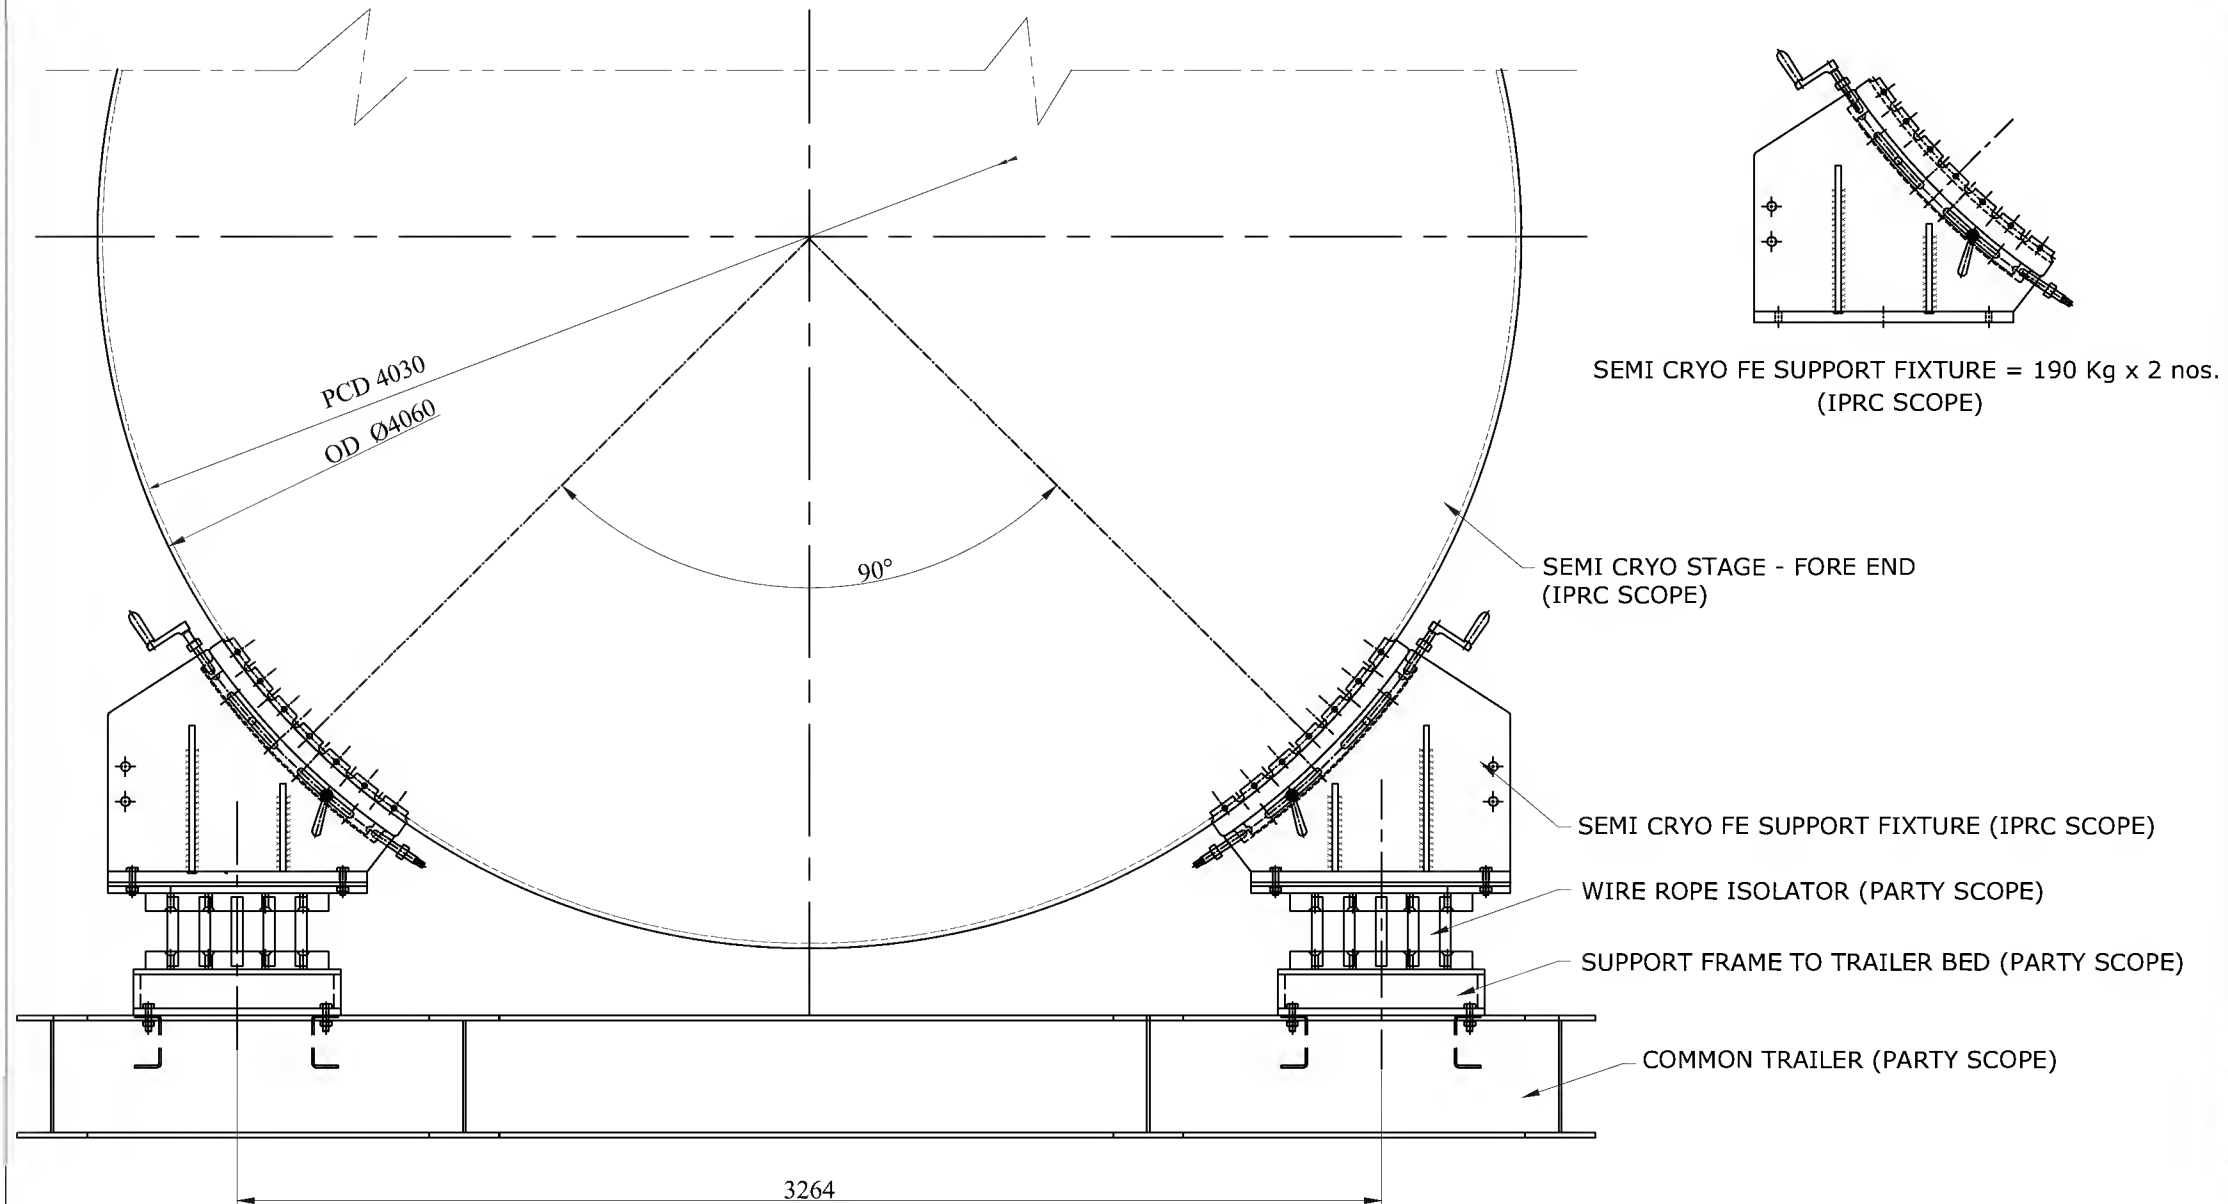 PCD 4030
OD Ø4060
90°
SEMI CRYO FE SUPPORT FIXTURE = 190 Kg x 2 nos.
(IPRC SCOPE)
SEMI CRYO STAGE - FORE END
(IPRC SCOPE)
SEMI CRYO FE SUPPORT FIXTURE (IPRC SCOPE)
WIRE ROPE ISOLATOR (PARTY SCOPE)
SUPPORT FRAME TO TRAILER BED (PARTY SCOPE)
COMMON TRAILER (PARTY SCOPE)
3264